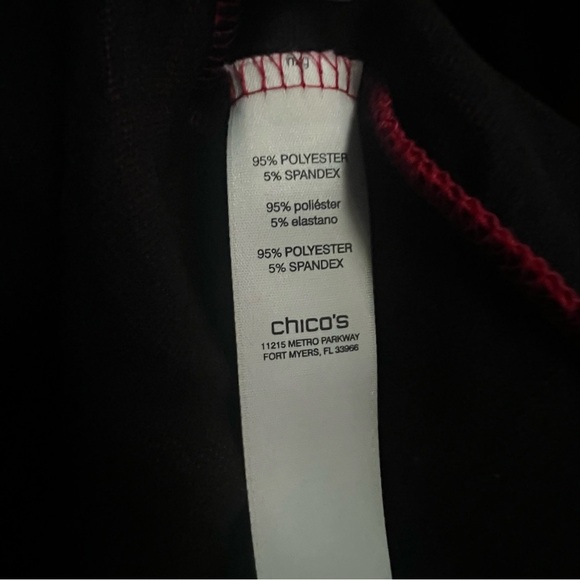 95% POLYESTER
5% SPANDEX
95% poliéster
5% elastano
95% POLYESTER
5% SPANDEX
chico's
11215 METRO PARKWAY
FORT MYERS, FL 33966